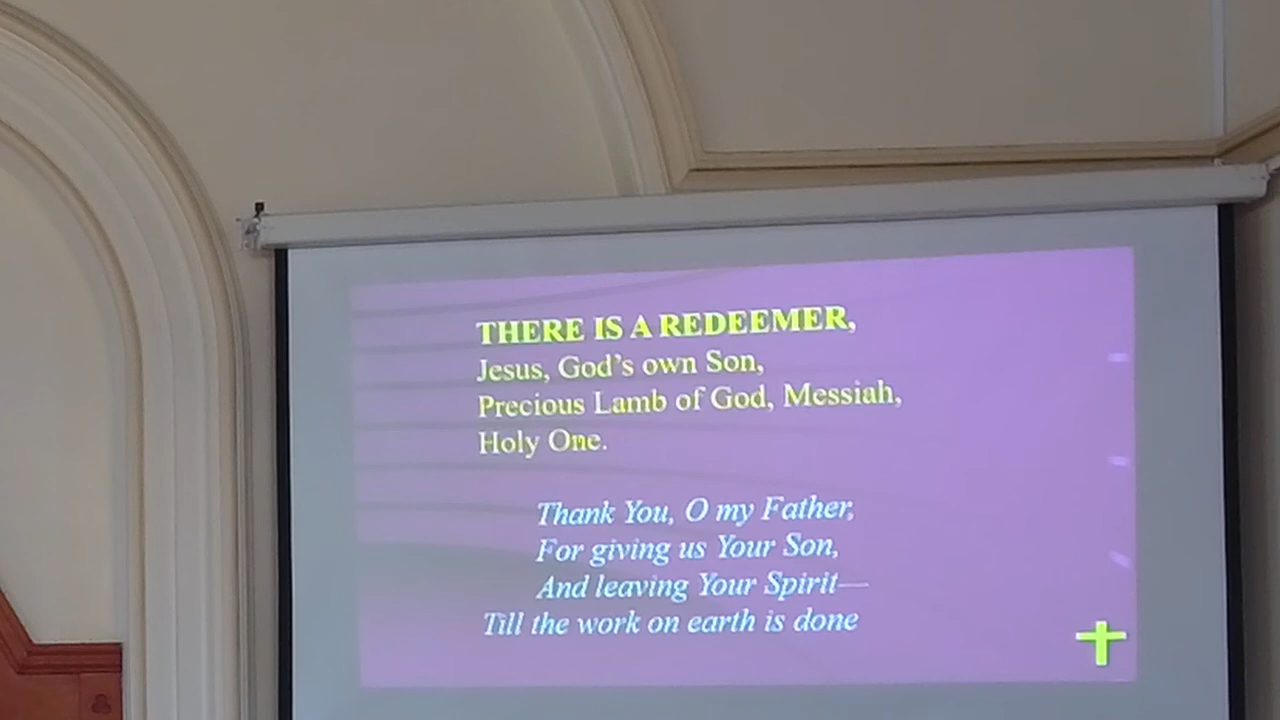 THERE IS A REDEEMER,
Jesus, God's own Son,
Precious Lamb of God, Messiah,
Holy One.
Thank You, O my Father,
For giving us Your Son,
And leaving Your Spirit—
Till the work on earth is done